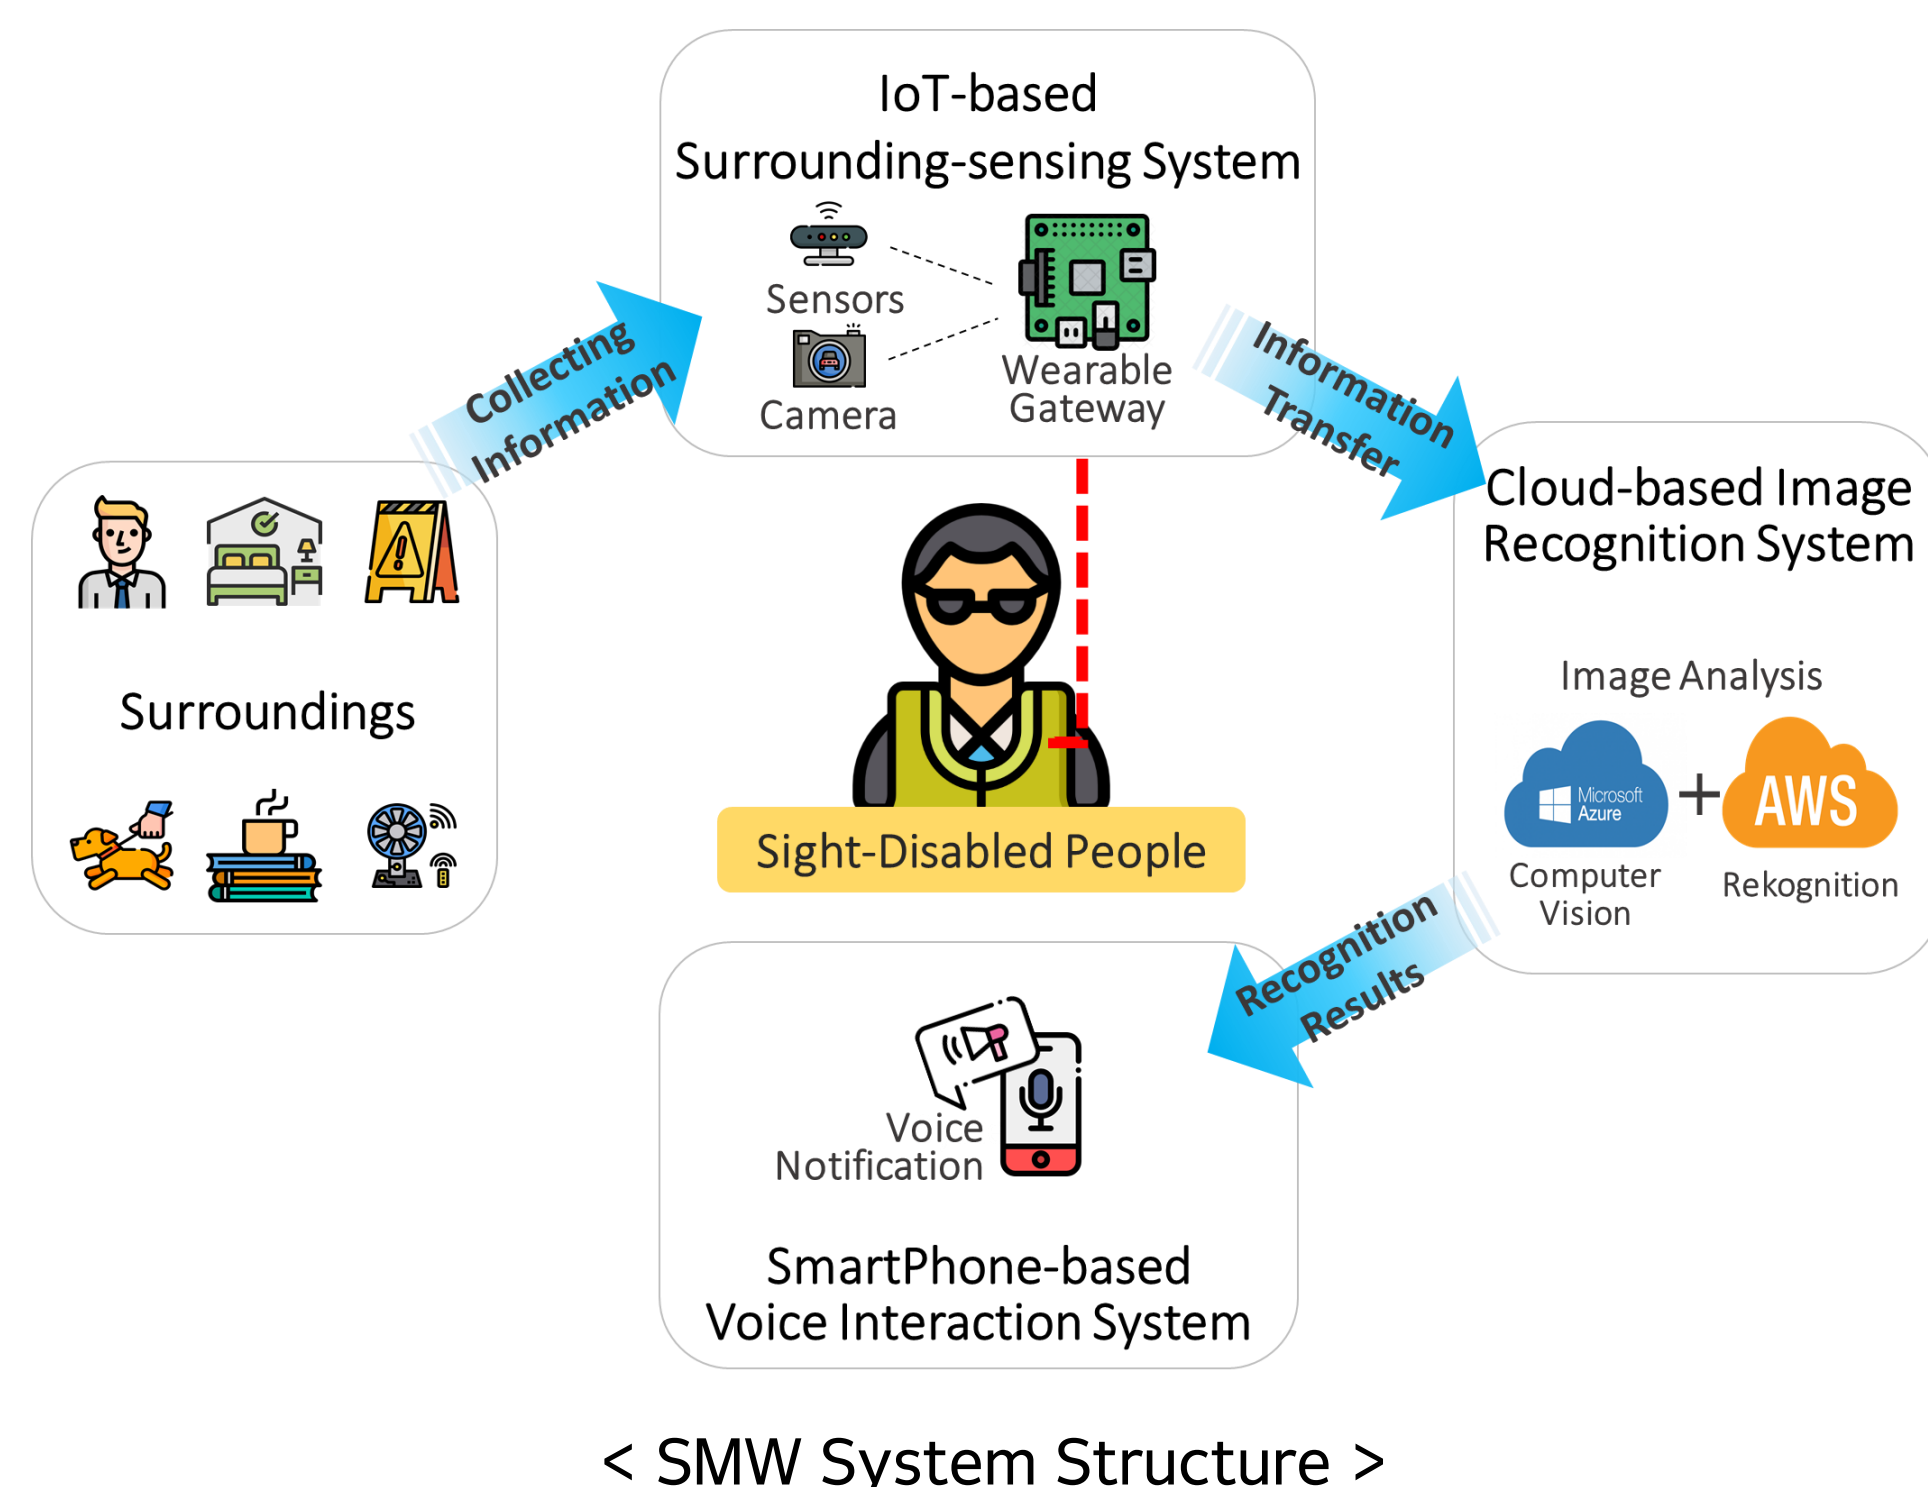 IoT-based
Surrounding-sensing System
Sensors
Camera
Wearable
Gateway
Collecting
Information
Information
Transfer
Surroundings
Cloud-based Image
Recognition System
Image Analysis
Microsoft
Azure
+
AWS
Computer
Vision
Rekognition
Sight-Disabled People
Recognition
Results
Voice
Notification
SmartPhone-based
Voice Interaction System
< SMW System Structure >